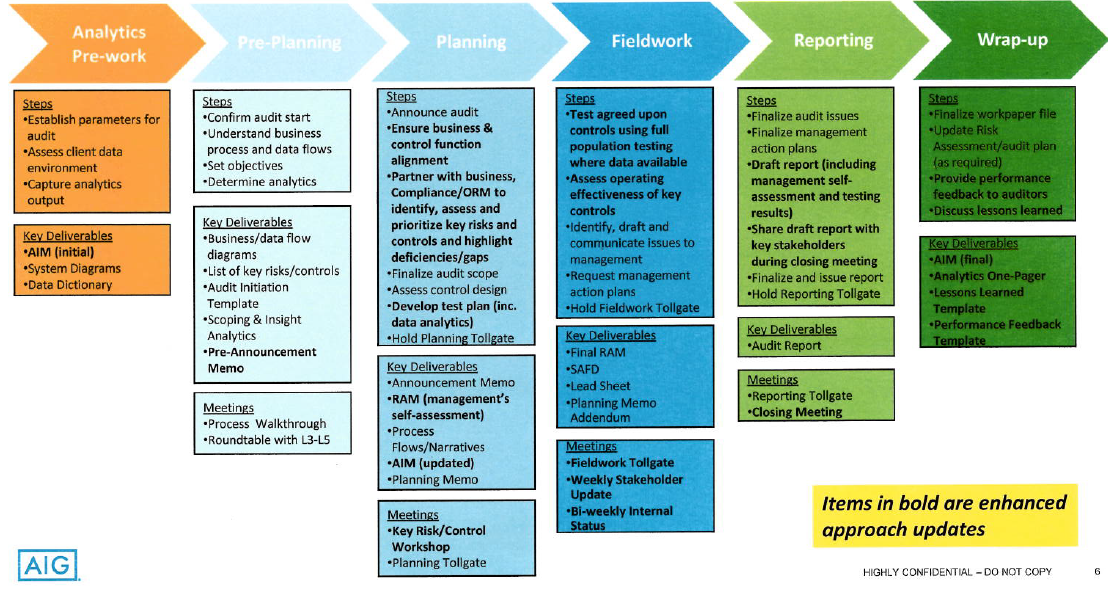 Analytics
Pre-work
Pre-Planning
Planning
Fieldwork
Reporting
Wrap-up
Steps
•Establish parameters for
audit
•Assess client data
environment
•Capture analytics
output
Key Deliverables
•AIM (initial)
•System Diagrams
•Data Dictionary
Steps
•Confirm audit start
•Understand business
process and data flows
•Set objectives
•Determine analytics
Key Deliverables
•Business/data flow
diagrams
•List of key risks/controls
•Audit Initiation
Template
•Scoping & Insight
Analytics
•Pre-Announcement
Memo
Meetings
•Process Walkthrough
•Roundtable with L3-L5
Steps
•Announce audit
•Ensure business &
control function
alignment
•Partner with business,
Compliance/ORM to
identify, assess and
prioritize key risks and
controls and highlight
deficiencies/gaps
•Finalize audit scope
•Assess control design
•Develop test plan (inc.
data analytics)
•Hold Planning Tollgate
Key Deliverables
•Announcement Memo
•RAM (management's
self-assessment)
•Process
Flows/Narratives
•AIM (updated)
•Planning Memo
Meetings
•Key Risk/Control
Workshop
•Planning Tollgate
Steps
•Test agreed upon
controls using full
population testing
where data available
•Assess operating
effectiveness of key
controls
•Identify, draft and
communicate issues to
management
•Request management
action plans
•Hold Fieldwork Tollgate
Key Deliverables
•Final RAM
•SAFD
•Lead Sheet
•Planning Memo
Addendum
Meetings
•Fieldwork Tollgate
•Weekly Stakeholder
Update
•Bi-weekly Internal
Status
Steps
•Finalize audit issues
•Finalize management
action plans
•Draft report (including
management self-
assessment and testing
results)
•Share draft report with
key stakeholders
during closing meeting
•Finalize and issue report
•Hold Reporting Tollgate
Key Deliverables
•Audit Report
Meetings
•Reporting Tollgate
•Closing Meeting
Steps
•Finalize workpaper file
•Update Risk
Assessment/audit plan
(as required)
•Provide performance
feedback to auditors
•Discuss lessons learned
Key Deliverables
•AIM (final)
•Analytics One-Pager
•Lessons Learned
Template
•Performance Feedback
Template
Items in bold are enhanced
approach updates
AIG
HIGHLY CONFIDENTIAL – DO NOT COPY
6